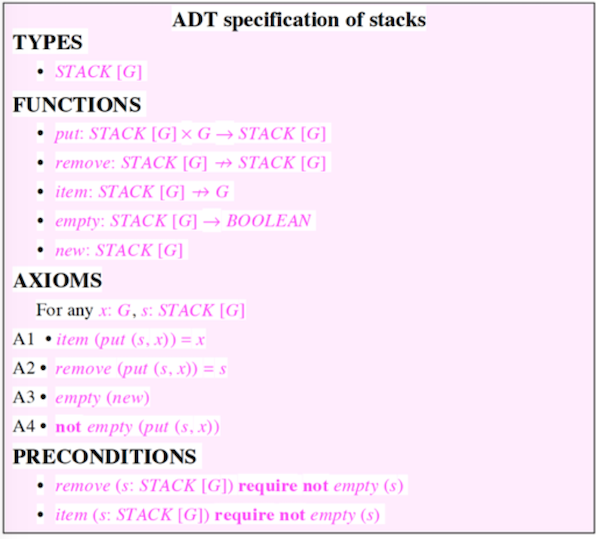 ADT specification of stacks
TYPES
• STACK [G]
FUNCTIONS
• put: STACK [G] × G → STACK [G]
• remove: STACK [G] ↛ STACK [G]
• item: STACK [G] ↛ G
• empty: STACK [G] → BOOLEAN
• new: STACK [G]
AXIOMS
For any x: G, s: STACK [G]
A1 • item (put (s, x)) = x
A2 • remove (put (s, x)) = s
A3 • empty (new)
A4 • not empty (put (s, x))
PRECONDITIONS
• remove (s: STACK [G]) require not empty (s)
• item (s: STACK [G]) require not empty (s)